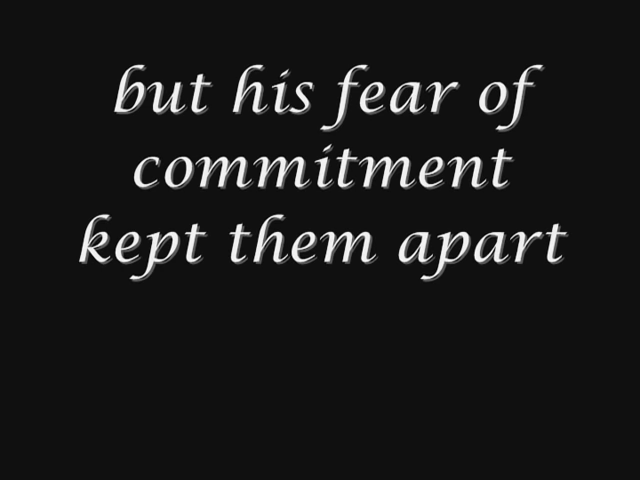 but his fear of
commitment
kept them apart